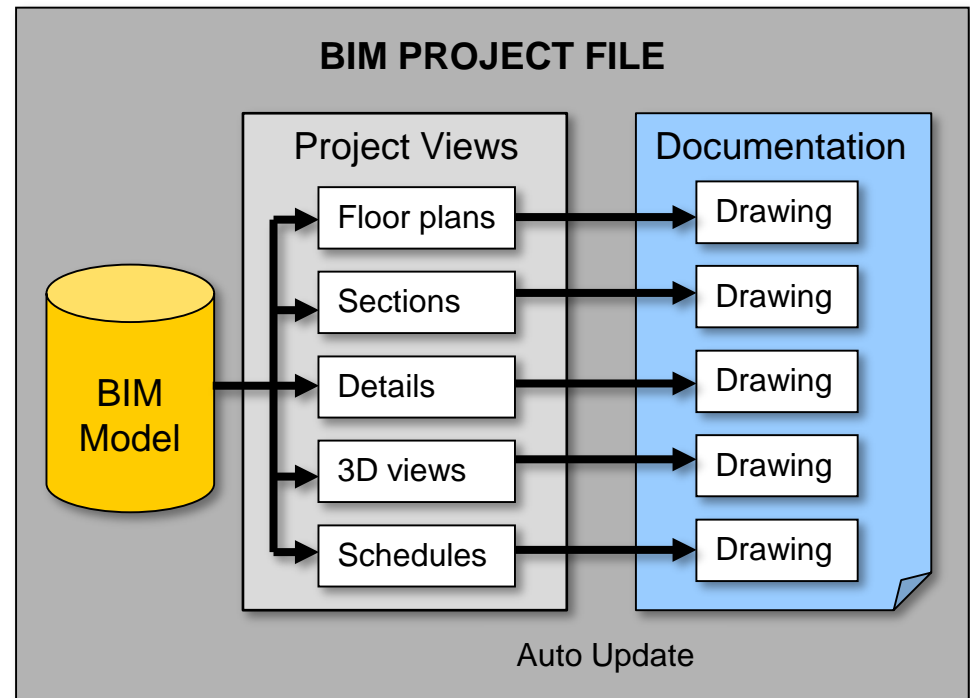 BIM PROJECT FILE
Project Views
Documentation
Floor plans
Drawing
Sections
Drawing
BIM
Model
Details
Drawing
3D views
Drawing
Schedules
Drawing
Auto Update